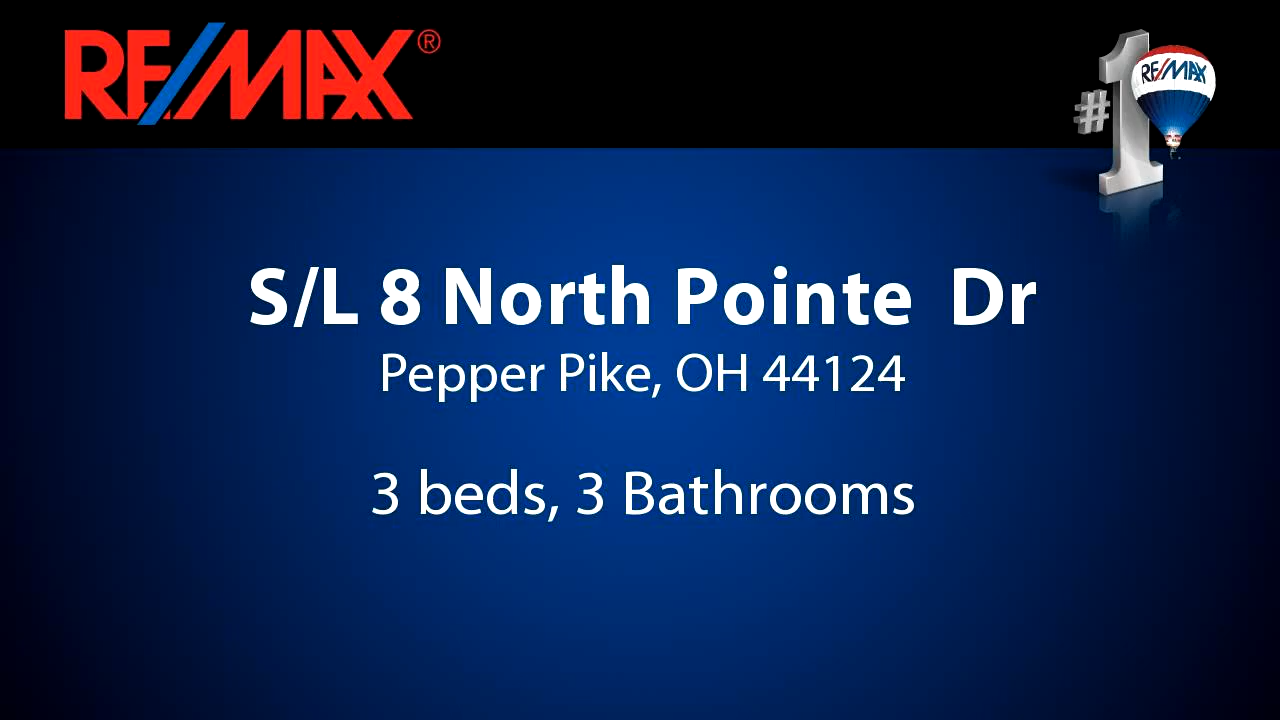 RE/MAX®
#1 RE/MAX
S/L 8 North Pointe  Dr
Pepper Pike, OH 44124
3 beds, 3 Bathrooms